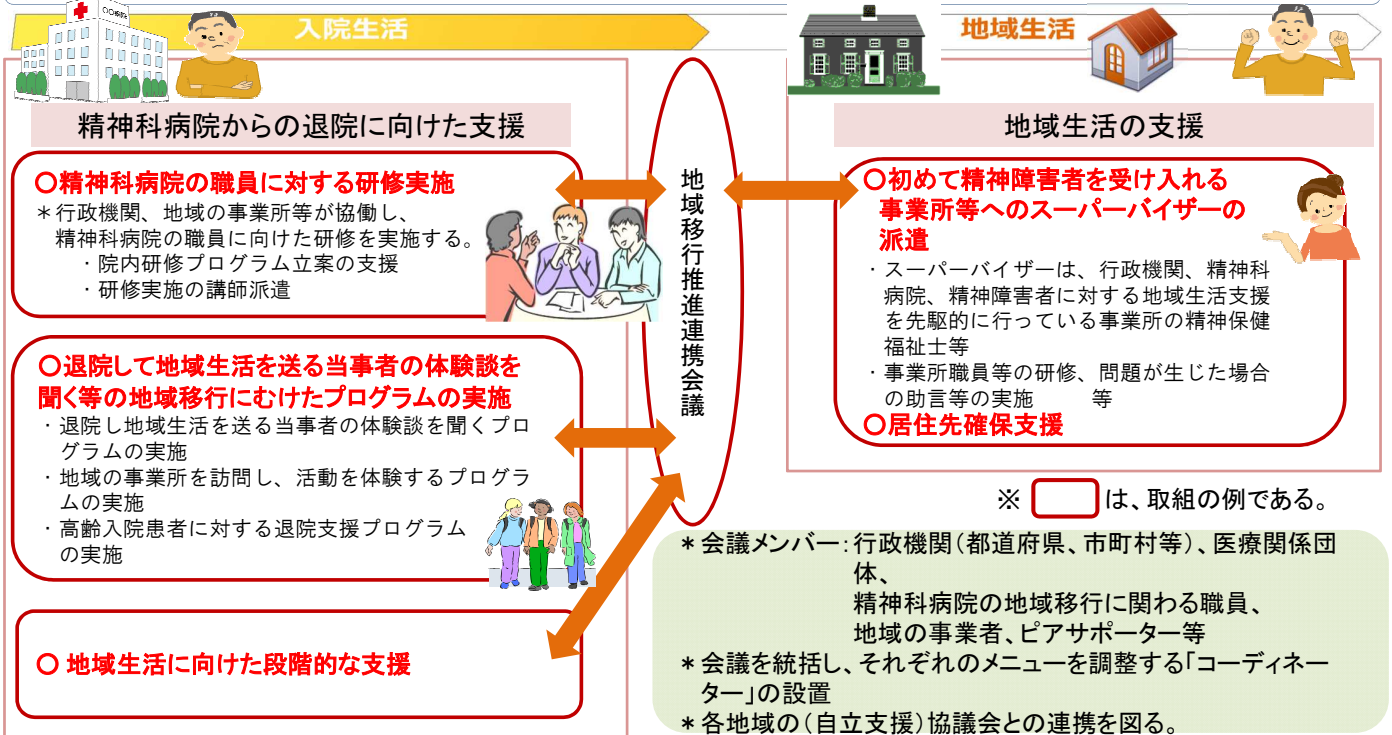 〇〇病院
入院生活
地域生活
精神科病院からの退院に向けた支援
〇精神科病院の職員に対する研修実施
＊行政機関、地域の事業所等が協働し、
精神科病院の職員に向けた研修を実施する。
・院内研修プログラム立案の支援
・研修実施の講師派遣
〇退院して地域生活を送る当事者の体験談を
聞く等の地域移行にむけたプログラムの実施
・退院し地域生活を送る当事者の体験談を聞くプロ
グラムの実施
・地域の事業所を訪問し、活動を体験するプログラ
ムの実施
・高齢入院患者に対する退院支援プログラム
の実施
〇 地域生活に向けた段階的な支援
地域移行推進連携会議
地域生活の支援
〇初めて精神障害者を受け入れる
事業所等へのスーパーバイザーの
派遣
・スーパーバイザーは、行政機関、精神科
病院、精神障害者に対する地域生活支援
を先駆的に行っている事業所の精神保健
福祉士等
・事業所職員等の研修、問題が生じた場合
の助言等の実施　　　等
〇居住先確保支援
※　　　は、取組の例である。
＊会議メンバー：行政機関（都道府県、市町村等）、医療関係団
体、
精神科病院の地域移行に関わる職員、
地域の事業者、ピアサポーター等
＊会議を統括し、それぞれのメニューを調整する「コーディネー
ター」の設置
＊各地域の（自立支援）協議会との連携を図る。